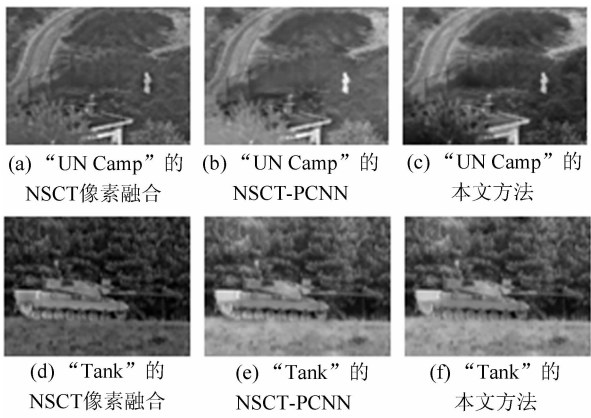 (a) “UN Camp”的 (b) “UN Camp”的 (c) “UN Camp”的
NSCT像素融合 NSCT-PCNN 本文方法
(d) “Tank”的 (e) “Tank”的 (f) “Tank”的
NSCT像素融合 NSCT-PCNN 本文方法